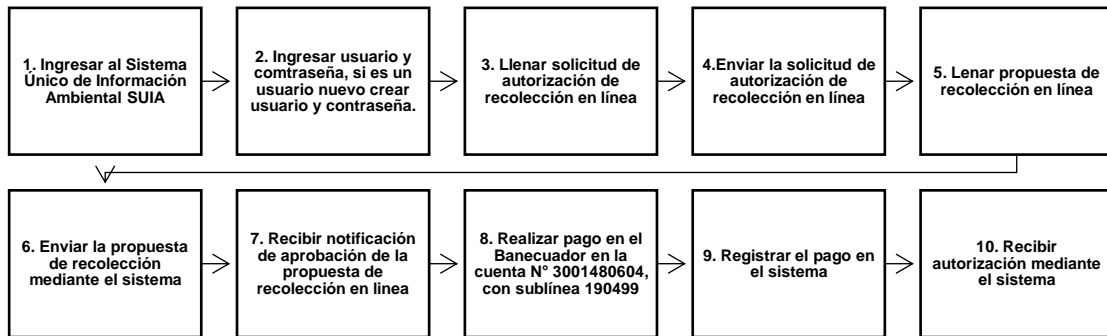 1. Ingresar al Sistema
Único de Información
Ambiental SUIA
2. Ingresar usuario y
comtraseña, si es un
usuario nuevo crear
usuario y contraseña.
3. Llenar solicitud de
autorización de
recolección en línea
4.Enviar la solicitud de
autorización de
recolección en línea
5. Lenar propuesta de
recolección en línea
6. Enviar la propuesta
de recolección
mediante el sistema
7. Recibir notificación
de aprobación de la
propuesta de
recolección en linea
8. Realizar pago en el
Banecuador en la
cuenta N° 3001480604,
con sublínea 190499
9. Registrar el pago en
el sistema
10. Recibir
autorización mediante
el sistema